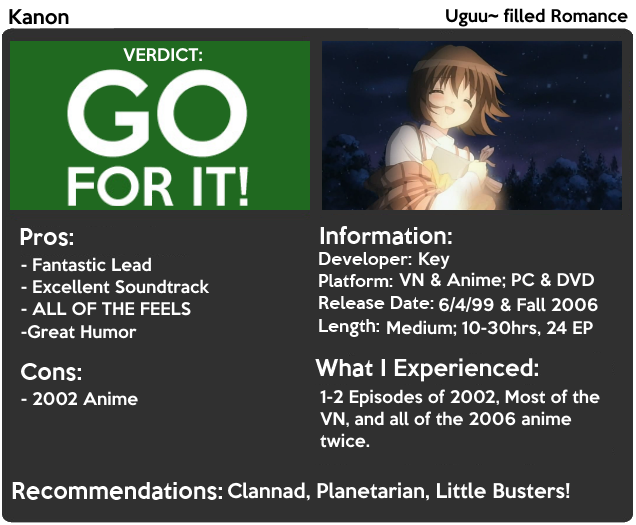 Kanon
Uguu~ filled Romance
VERDICT:
GO
FOR IT!
Pros:
- Fantastic Lead
- Excellent Soundtrack
- ALL OF THE FEELS
-Great Humor
Cons:
- 2002 Anime
Information:
Developer: Key
Platform: VN & Anime; PC & DVD
Release Date: 6/4/99 & Fall 2006
Length: Medium; 10-30hrs, 24 EP
What I Experienced:
1-2 Episodes of 2002, Most of the
VN, and all of the 2006 anime
twice.
Recommendations: Clannad, Planetarian, Little Busters!